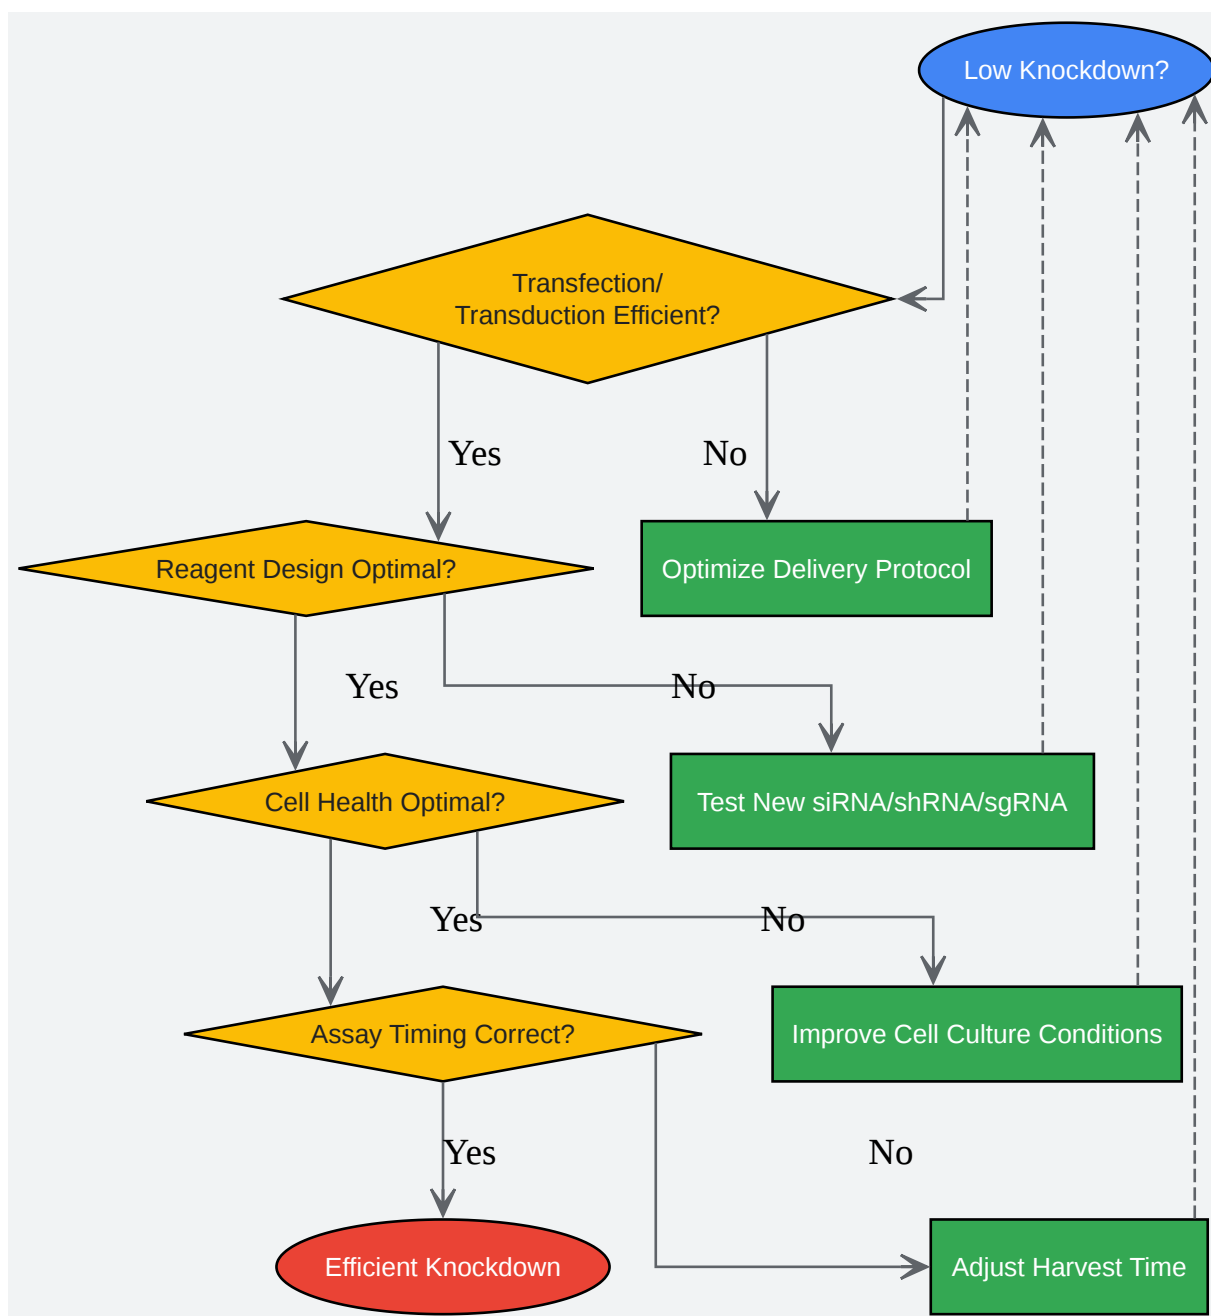 Low Knockdown?
Transfection/
Transduction Efficient?
Yes
No
Reagent Design Optimal?
Optimize Delivery Protocol
Yes
No
Cell Health Optimal?
Test New siRNA/shRNA/sgRNA
Yes
No
Assay Timing Correct?
Improve Cell Culture Conditions
Yes
No
Efficient Knockdown
Adjust Harvest Time